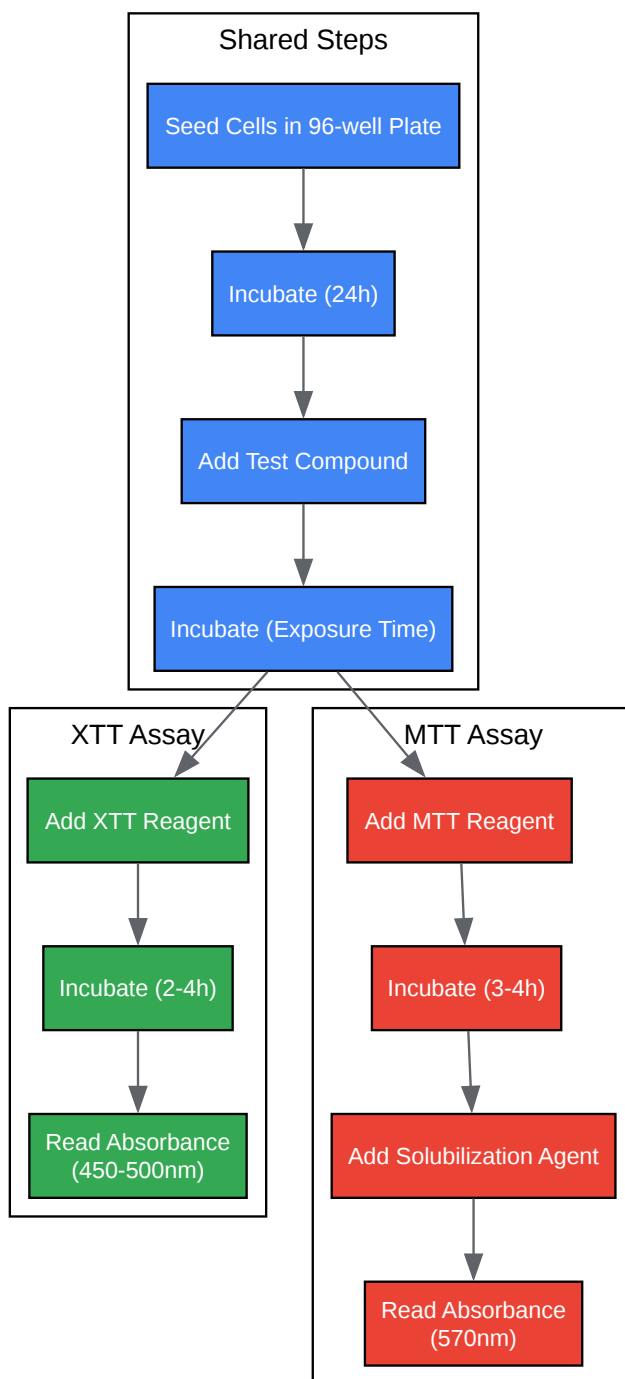 Shared Steps
Seed Cells in 96-well Plate
Incubate (24h)
Add Test Compound
Incubate (Exposure Time)
XTT Assay
Add XTT Reagent
Incubate (2-4h)
Read Absorbance
(450-500nm)
MTT Assay
Add MTT Reagent
Incubate (3-4h)
Add Solubilization Agent
Read Absorbance
(570nm)